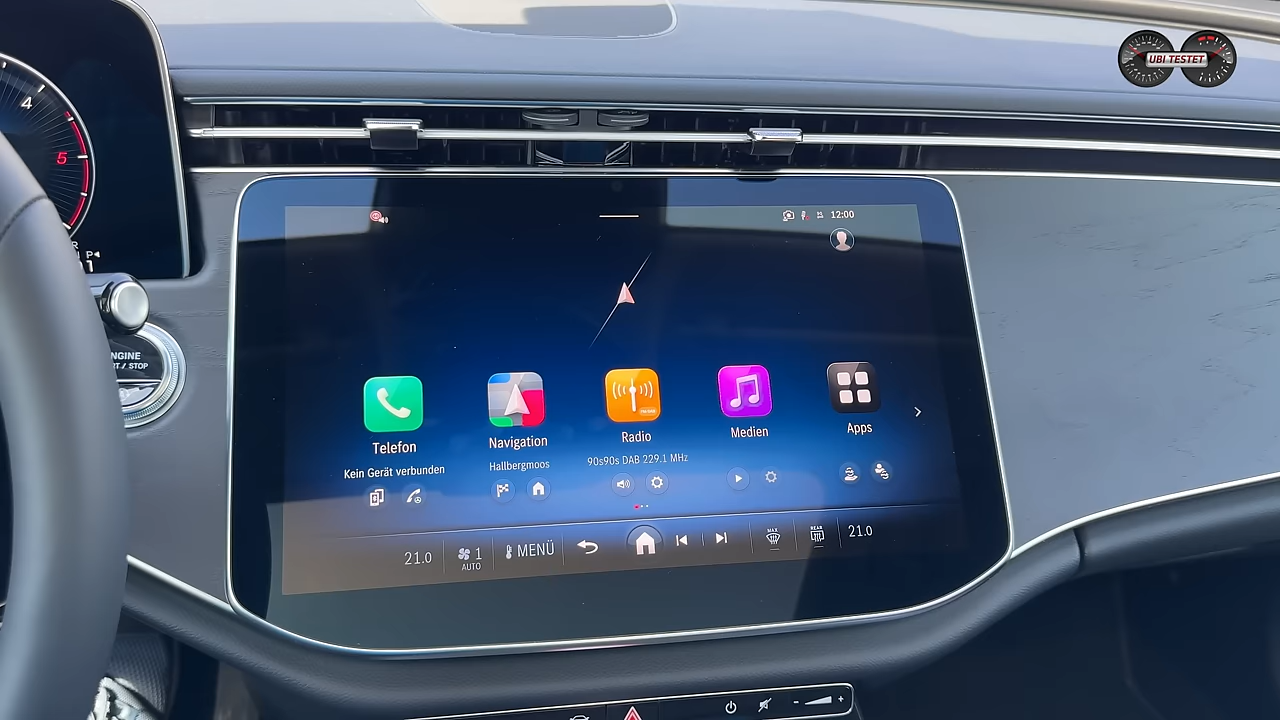 UBI TESTET
4
5
R
P
12:00
ENGINE
START/STOP
Telefon
Navigation
Radio
Medien
Apps
Kein Gerät verbunden
Hallbergmoos
90s90s DAB 229.1 MHz
21.0
1
AUTO
MENÜ
MAX
REAR
21.0